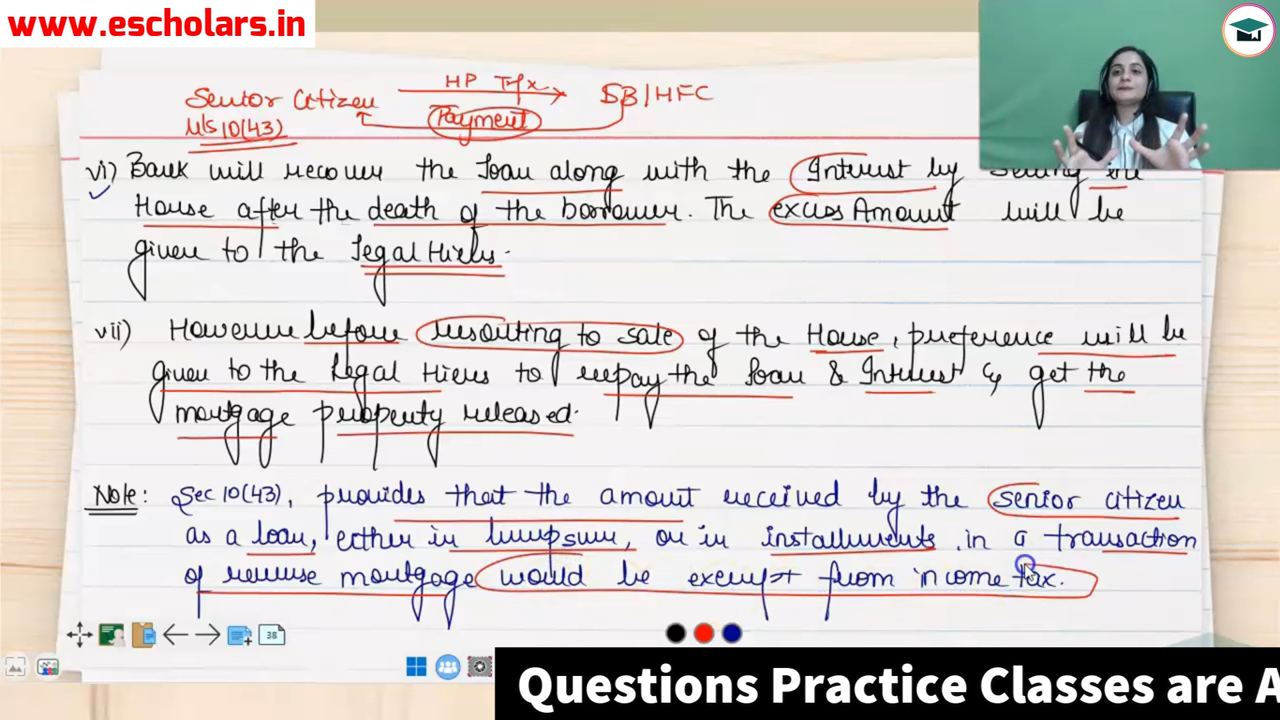 www.escholars.in
Senior Citizen HP Tfx SB/HFC
u/s 10(43) Payment
vi) Bank will recover the loan along with the Interest by selling the
House after the death of the borrower. The excess Amount will be
given to the legal Hiers.
vii) However before resorting to sale of the House, preference will be
given to the legal Hiers to repay the loan & Interest & get the
mortgage property released.
Note: Sec 10(43), provides that the amount received by the senior citizen
as a loan, either in lumpsum, or in installments in a transaction
of reverse mortgage would be exempt from income tax.
38
Questions Practice Classes are A